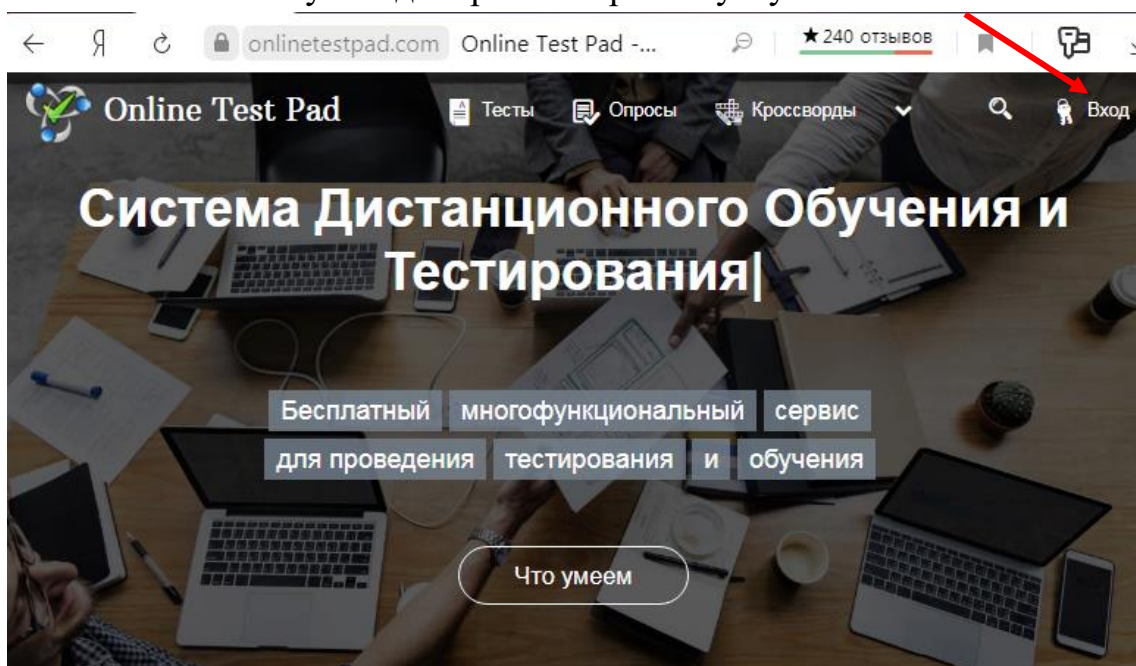 Я onlinetestpad.com Online Test Pad -... ★240 отзывов
Online Test Pad Тесты Опросы Кроссворды Вход
Система Дистанционного Обучения и
Тестирования|
Бесплатный многофункциональный сервис
для проведения тестирования и обучения
Что умеем